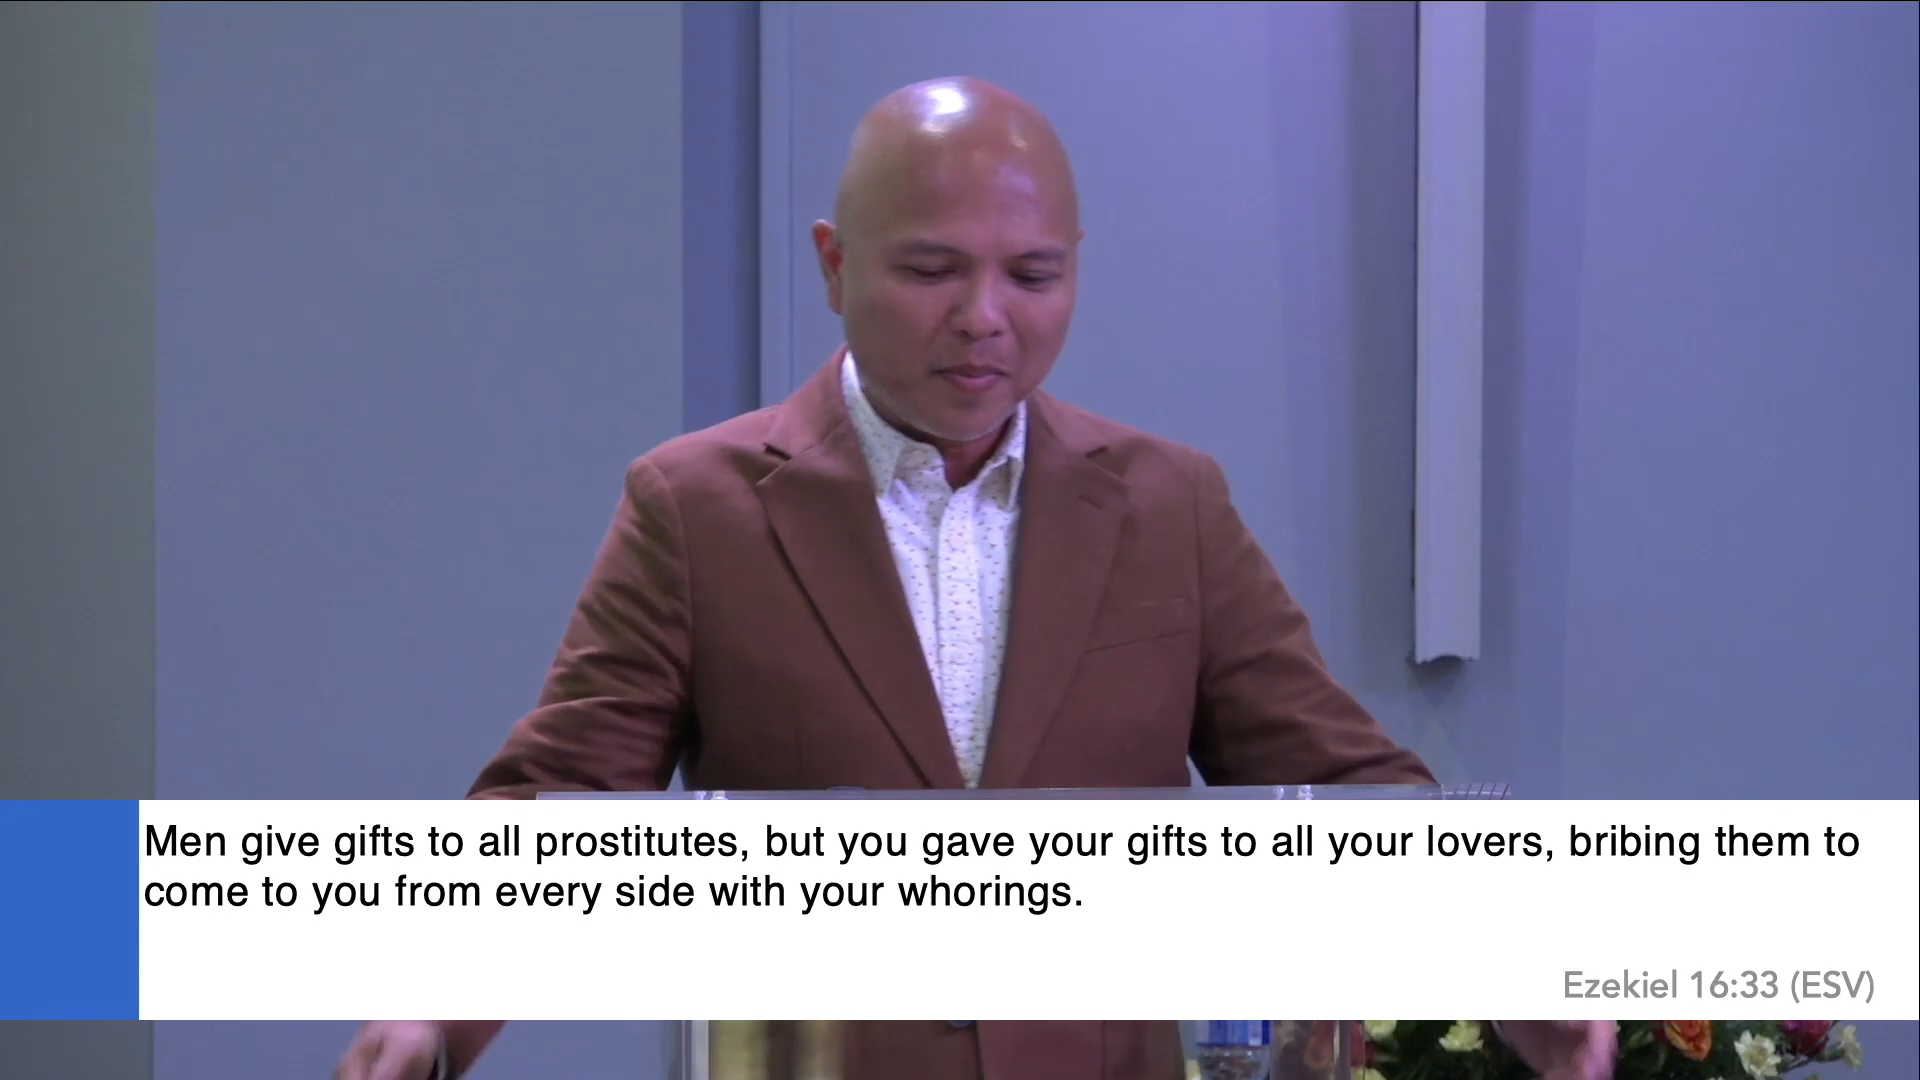 Men give gifts to all prostitutes, but you gave your gifts to all your lovers, bribing them to
come to you from every side with your whorings.
Ezekiel 16:33 (ESV)